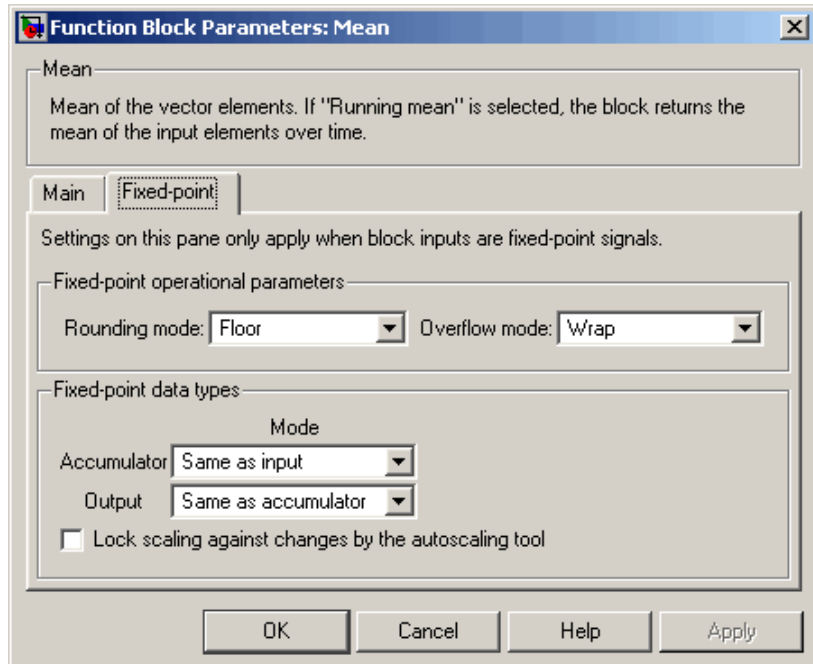 Function Block Parameters: Mean
Mean
Mean of the vector elements. If "Running mean" is selected, the block returns the
mean of the input elements over time.
Main Fixed-point
Settings on this pane only apply when block inputs are fixed-point signals.
Fixed-point operational parameters
Rounding mode: Floor Overflow mode: Wrap
Fixed-point data types
Mode
Accumulator Same as input
Output Same as accumulator
Lock scaling against changes by the autoscaling tool
OK Cancel Help Apply